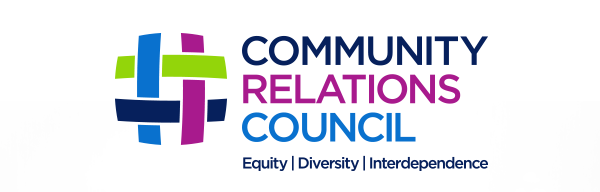 COMMUNITY
RELATIONS
COUNCIL
Equity | Diversity | Interdependence